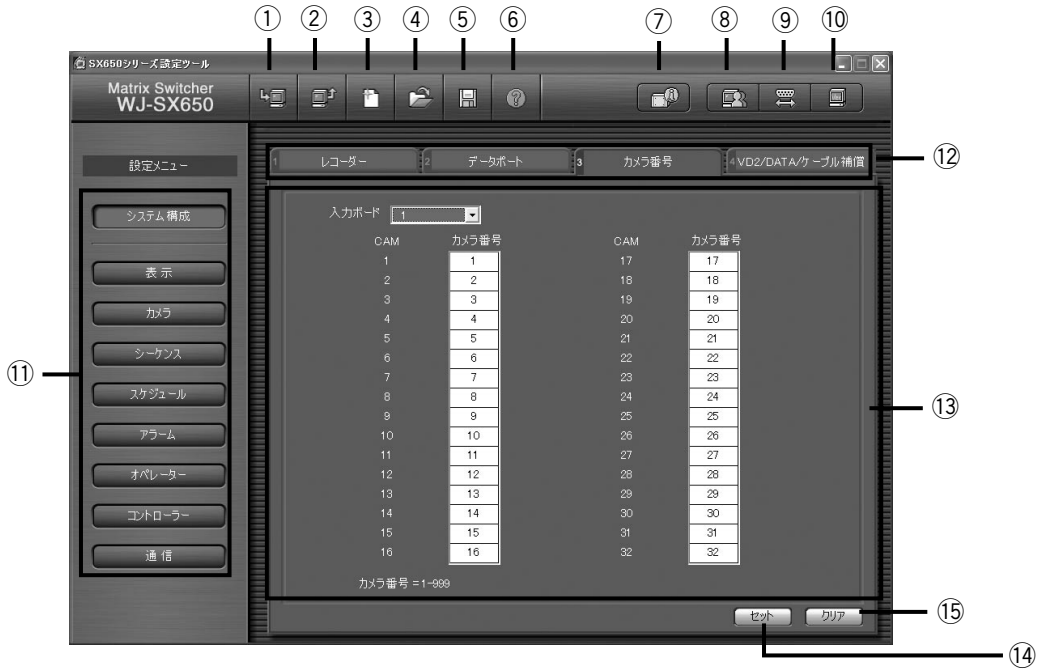 ① ② ③ ④ ⑤ ⑥ ⑦ ⑧ ⑨ ⑩
SX650シリーズ設定ツール
Matrix Switcher
WJ-SX650
設定メニュー
システム構成
表示
カメラ
シーケンス
スケジュール
アラーム
オペレーター
コントローラー
通信
⑪
1 レコーダー 2 データポート 3 カメラ番号 4 VD2/DATA/ケーブル補償
⑫
入力ボード 1
CAM カメラ番号 CAM カメラ番号
1 1 17 17
2 2 18 18
3 3 19 19
4 4 20 20
5 5 21 21
6 6 22 22
7 7 23 23
8 8 24 24
9 9 25 25
10 10 26 26
11 11 27 27
12 12 28 28
13 13 29 29
14 14 30 30
15 15 31 31
16 16 32 32
カメラ番号 =1-999
⑬
セット クリア
⑮
⑭